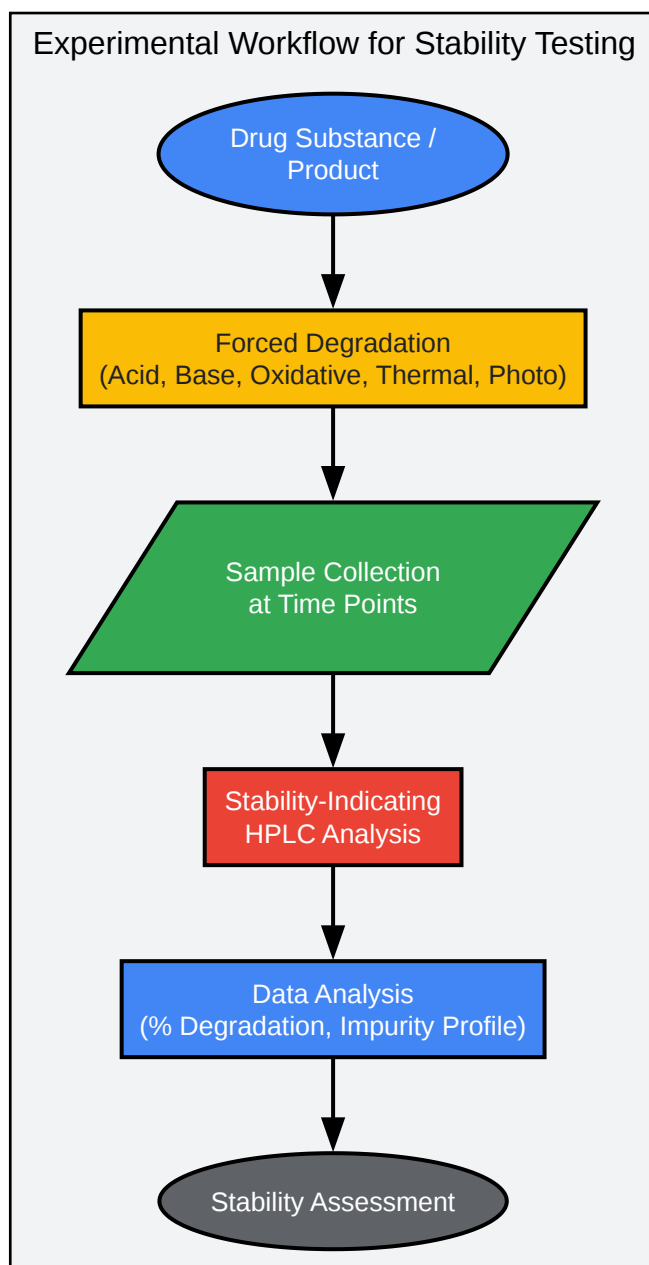 Experimental Workflow for Stability Testing
Drug Substance /
Product
Forced Degradation
(Acid, Base, Oxidative, Thermal, Photo)
Sample Collection
at Time Points
Stability-Indicating
HPLC Analysis
Data Analysis
(% Degradation, Impurity Profile)
Stability Assessment